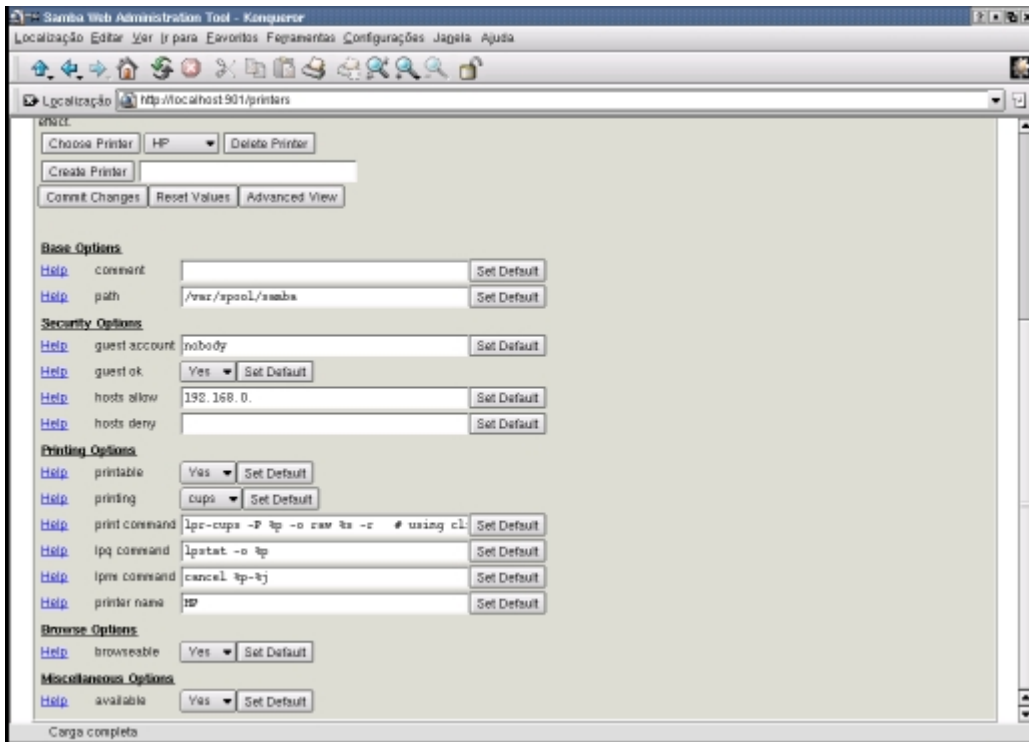 Samba Web Administration Tool - Konqueror
Localização Editar Ver Ir para Favoritos Ferramentas Configurações Janela Ajuda
Localização http://localhost:901/printers
effect.
Choose Printer HP Delete Printer
Create Printer
Commit Changes Reset Values Advanced View
Base Options
Help comment Set Default
Help path /var/spool/samba Set Default
Security Options
Help guest account nobody Set Default
Help guest ok Yes Set Default
Help hosts allow 192.168.0. Set Default
Help hosts deny Set Default
Printing Options
Help printable Yes Set Default
Help printing cups Set Default
Help print command lpr-cups -P %p -o raw %s -r # using cl Set Default
Help lpq command lpstat -o %p Set Default
Help lprm command cancel %p-%j Set Default
Help printer name HP Set Default
Browse Options
Help browseable Yes Set Default
Miscellaneous Options
Help available Yes Set Default
Carga completa